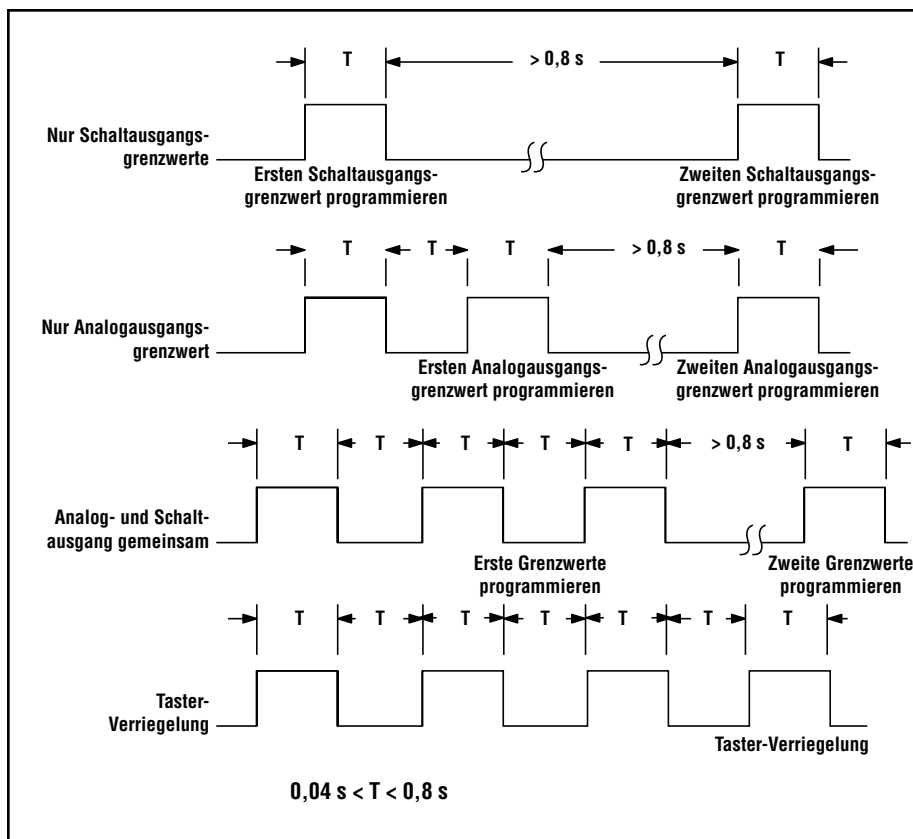 T > 0,8 s T
Nur Schaltausgangs-
grenzwerte
Ersten Schaltausgangs-
grenzwert programmieren
Zweiten Schaltausgangs-
grenzwert programmieren
T T T > 0,8 s T
Nur Analogausgangs-
grenzwert
Ersten Analogausgangs-
grenzwert programmieren
Zweiten Analogausgangs-
grenzwert programmieren
T T T T T > 0,8 s T
Analog- und Schalt-
ausgang gemeinsam
Erste Grenzwerte
programmieren
Zweite Grenzwerte
programmieren
T T T T T T T
Taster-
Verriegelung
Taster-Verriegelung
0,04 s < T < 0,8 s